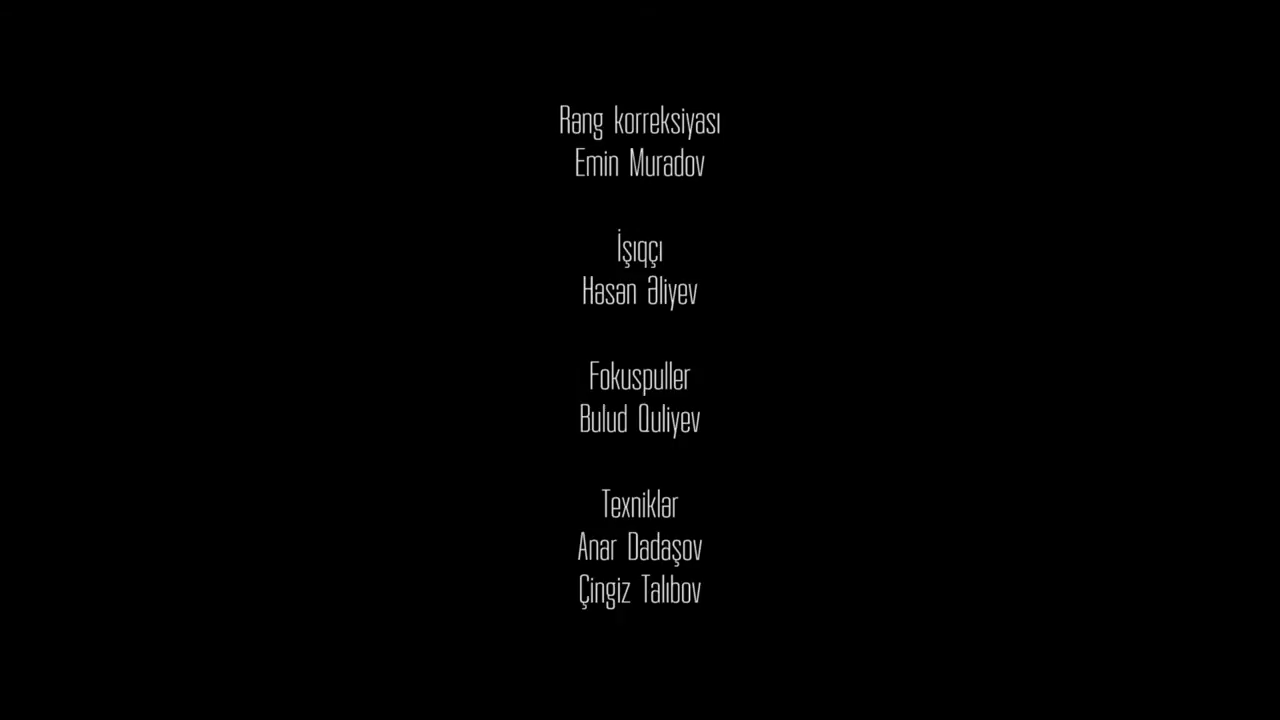 Rəng korreksiyası
Emin Muradov
İşıqçı
Həsən Əliyev
Fokuspuller
Bulud Quliyev
Texniklər
Anar Dadaşov
Çingiz Talıbov